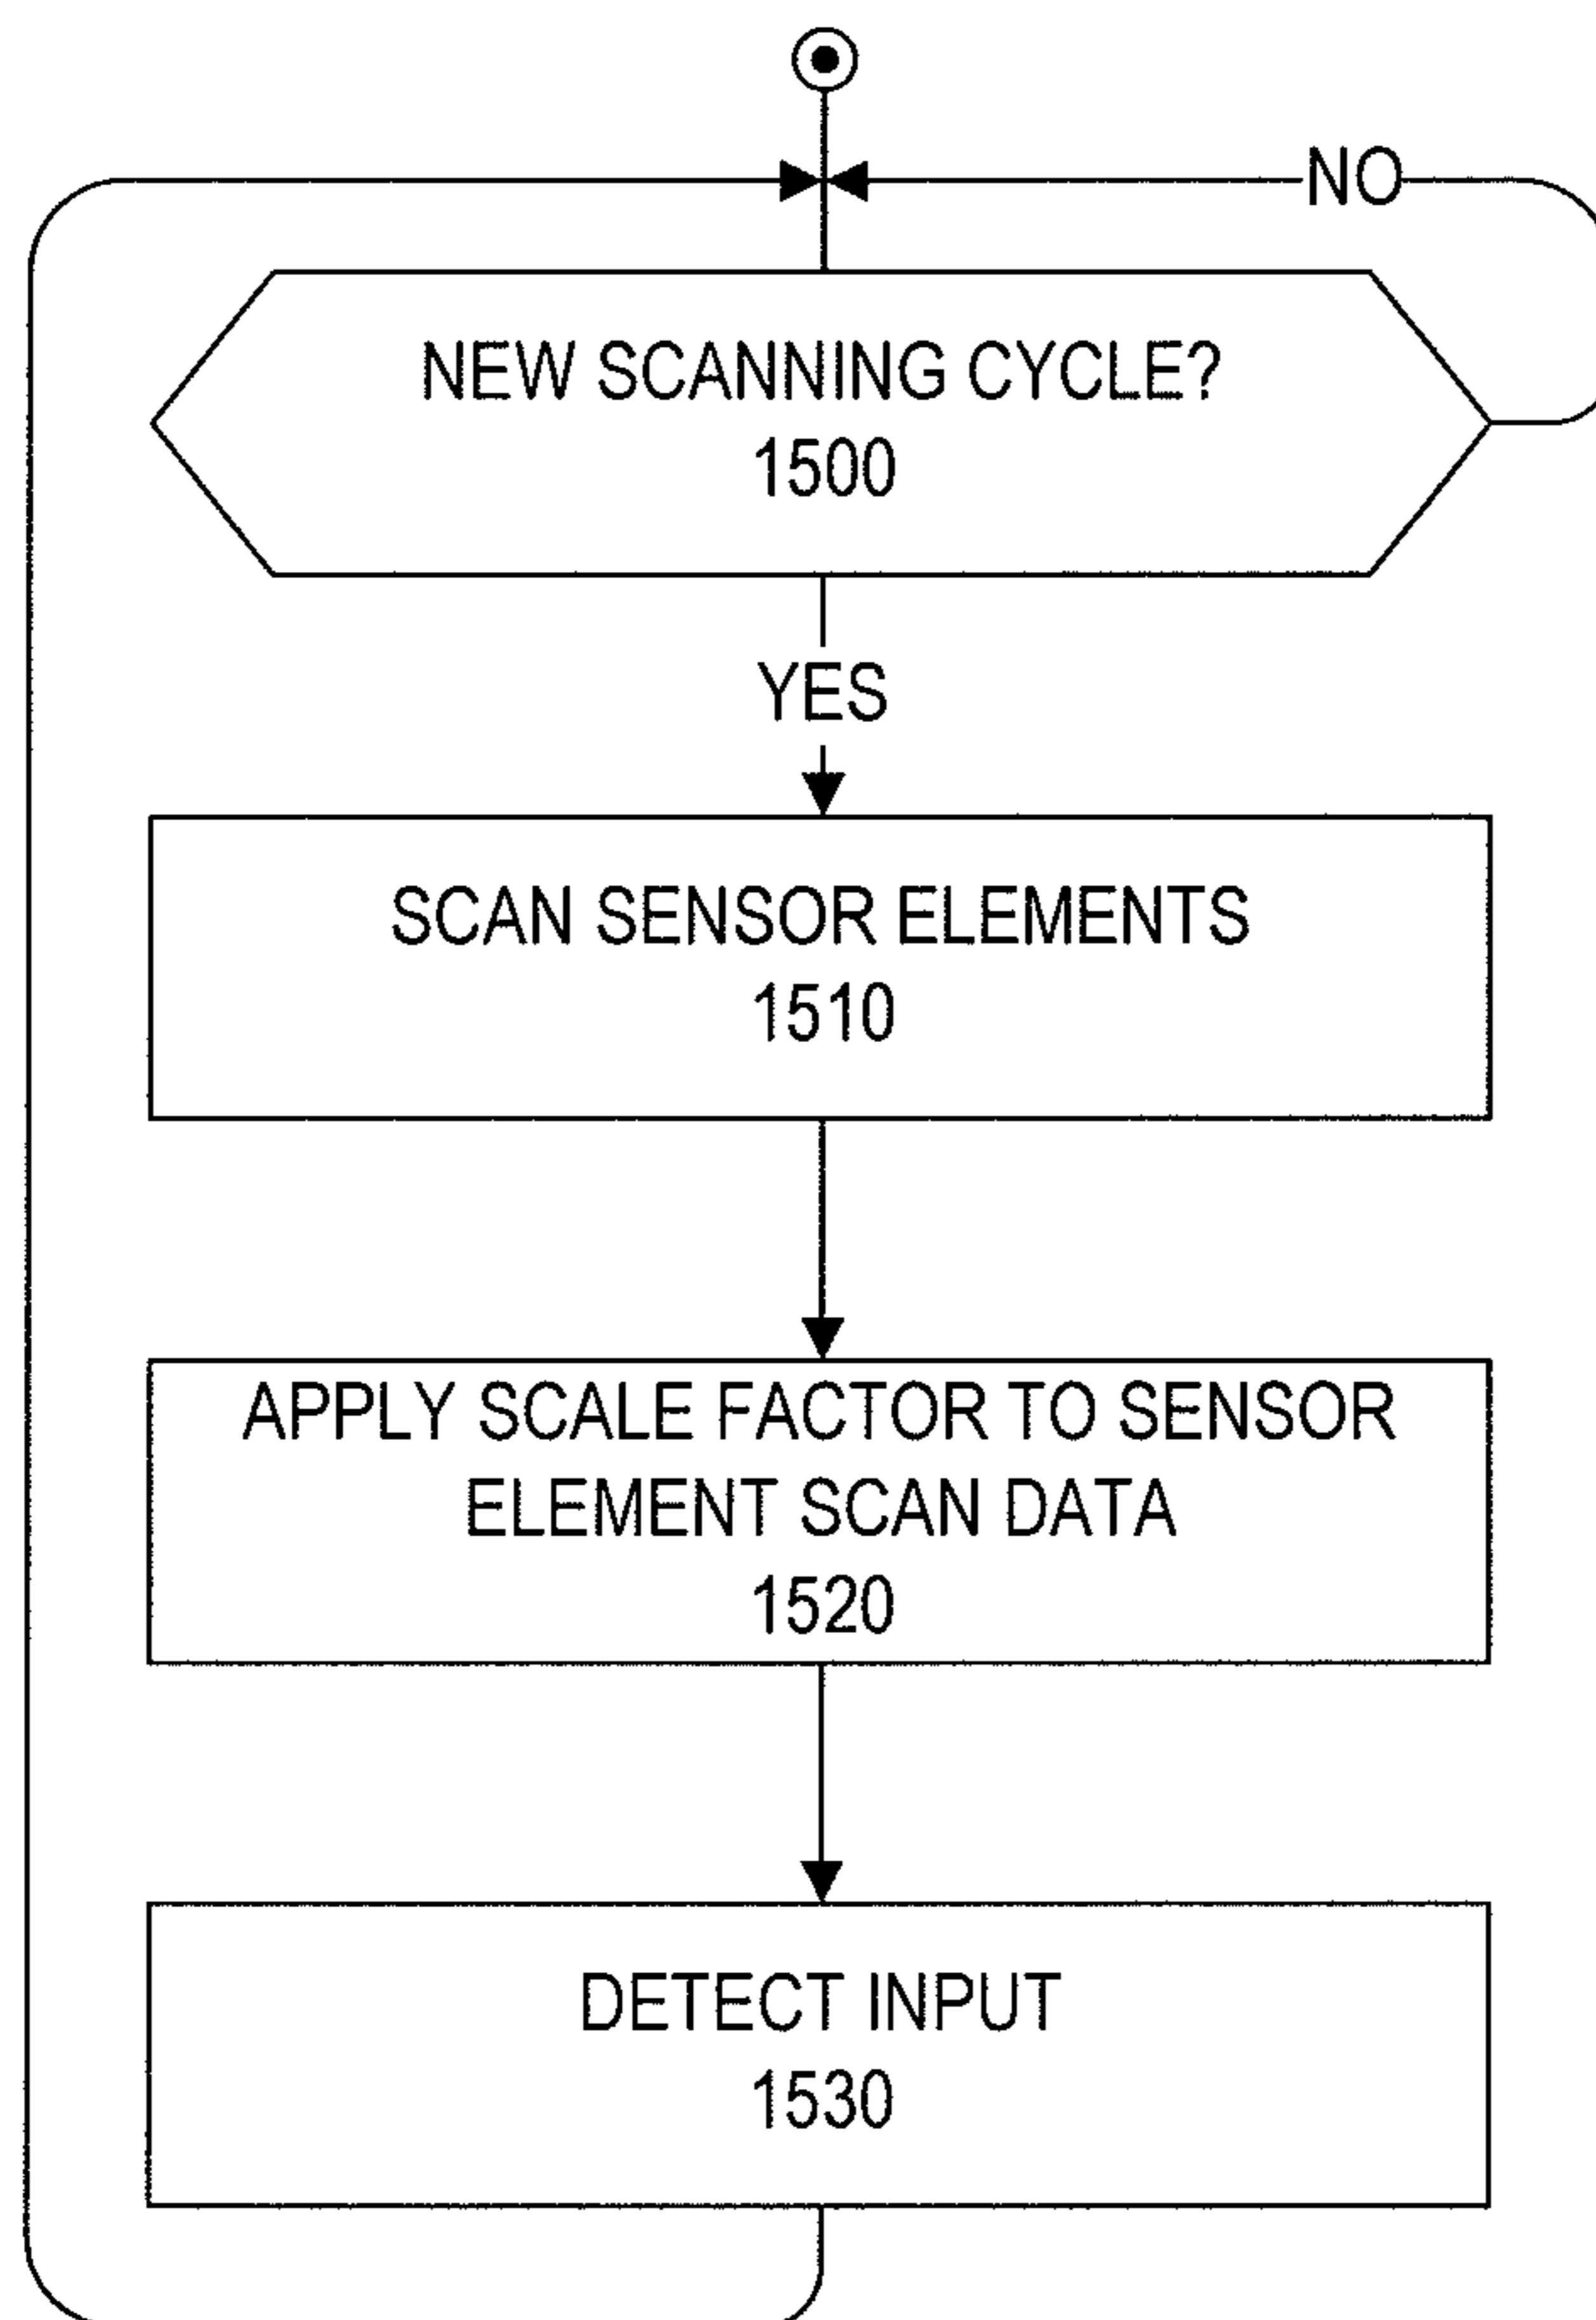 NO
NEW SCANNING CYCLE?
1500
YES
SCAN SENSOR ELEMENTS
1510
APPLY SCALE FACTOR TO SENSOR
ELEMENT SCAN DATA
1520
DETECT INPUT
1530